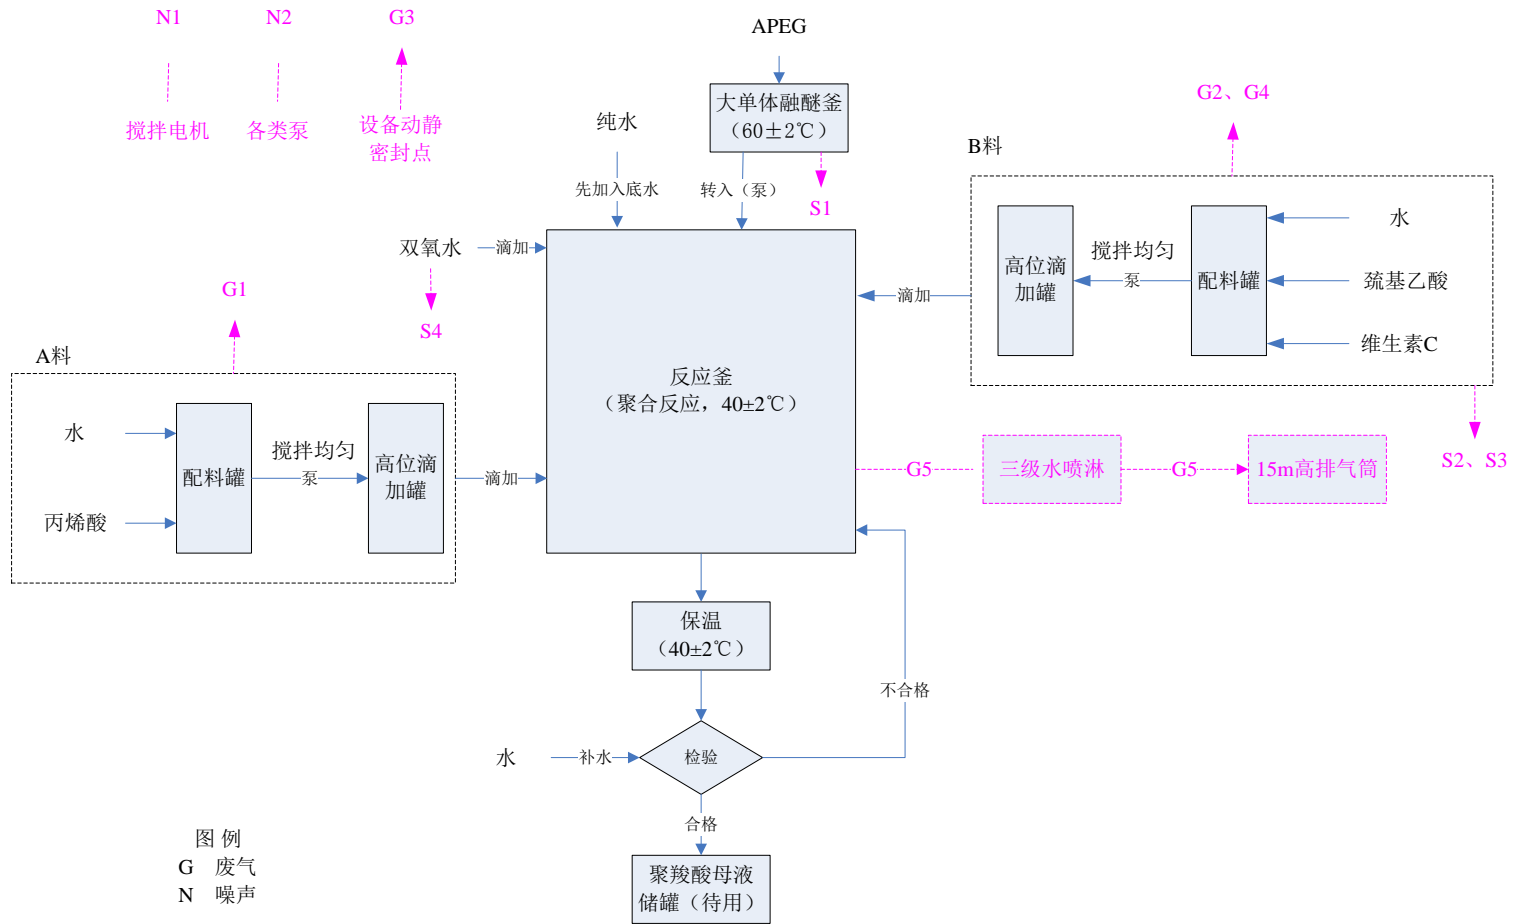 N1
N2
G3
APEG
搅拌电机
各类泵
设备动静
密封点
纯水
大单体融醚釜
（60±2℃）
G2、G4
B料
先加入底水
转入（泵）
S1
双氧水
滴加
S4
高位滴
加罐
搅拌均匀
泵
配料罐
水
巯基乙酸
维生素C
滴加
G1
A料
水
丙烯酸
配料罐
搅拌均匀
泵
高位滴
加罐
滴加
反应釜
（聚合反应，40±2℃）
S2、S3
G5
三级水喷淋
G5
15m高排气筒
保温
（40±2℃）
不合格
水
补水
检验
合格
聚羧酸母液
储罐（待用）
图 例
G 废气
N 噪声